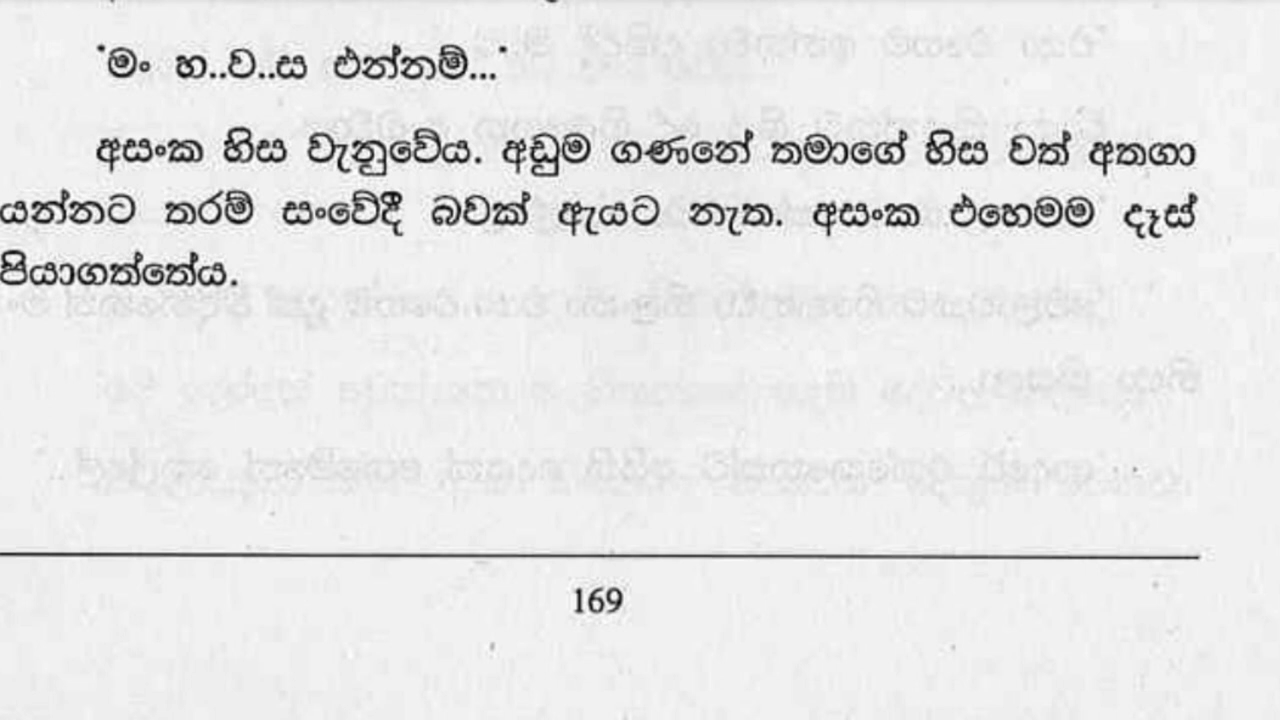 'මං හ..ව..ස එන්නම්...'
අසංක හිස වැනුවේය. අඩුම ගණනේ තමාගේ හිස වත් අතගා
යන්නට තරම් සංවේදී බවක් ඇයට නැත. අසංක එහෙමම දෑස්
පියාගත්තේය.
169